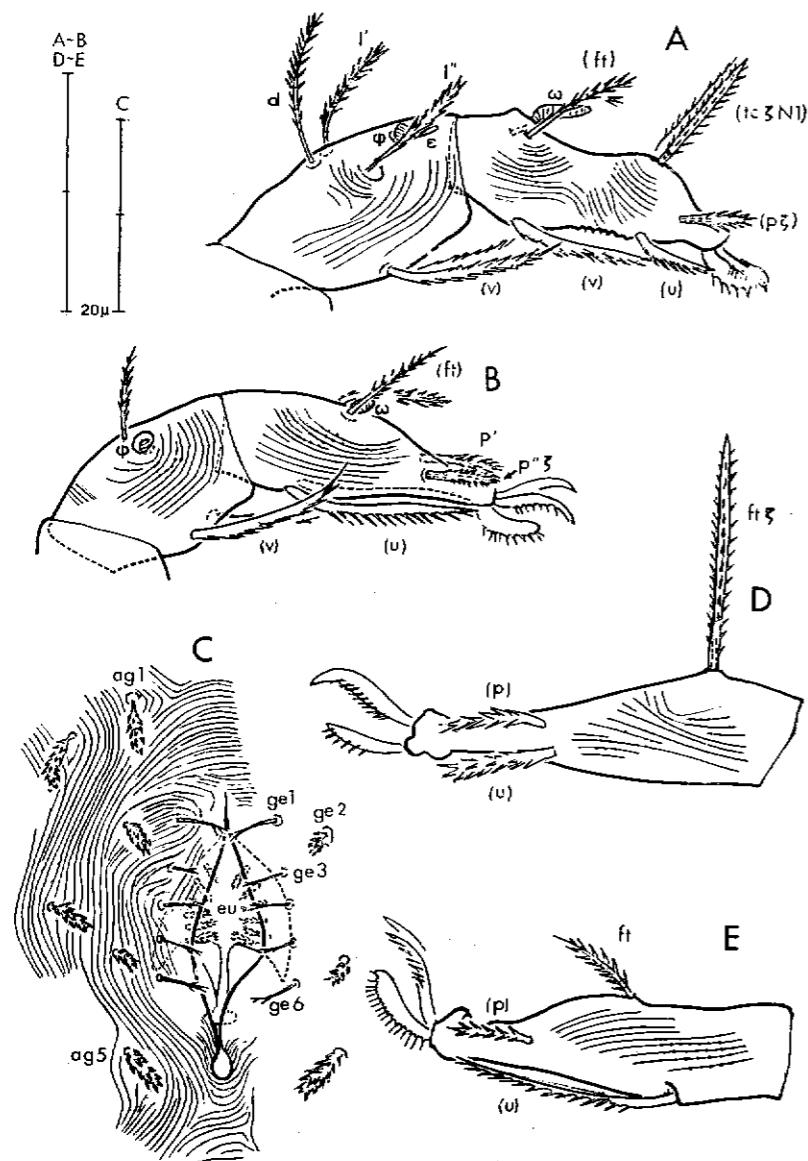 A-B
D-E
C
20μ
A
d
l'
l"
φ
ε
(ft)
ω
(tc ζ N1)
(pζ)
(v)
(v)
(u)
B
(ft)
ω
φ
p'
p" ζ
(v)
(u)
ft ζ
D
(p)
(u)
C
ag1
ge1
ge2
ge3
eu
ge6
ag5
ft
E
(p)
(u)